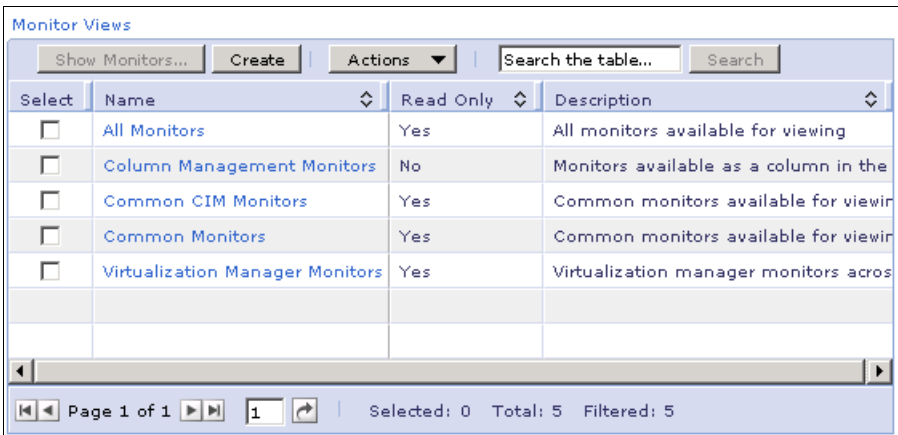 Monitor Views
Show Monitors... Create Actions Search the table... Search
Select Name Read Only Description
All Monitors Yes All monitors available for viewing
Column Management Monitors No Monitors available as a column in the
Common CIM Monitors Yes Common monitors available for viewin
Common Monitors Yes Common monitors available for viewin
Virtualization Manager Monitors Yes Virtualization manager monitors acros
Page 1 of 1 1 Selected: 0 Total: 5 Filtered: 5